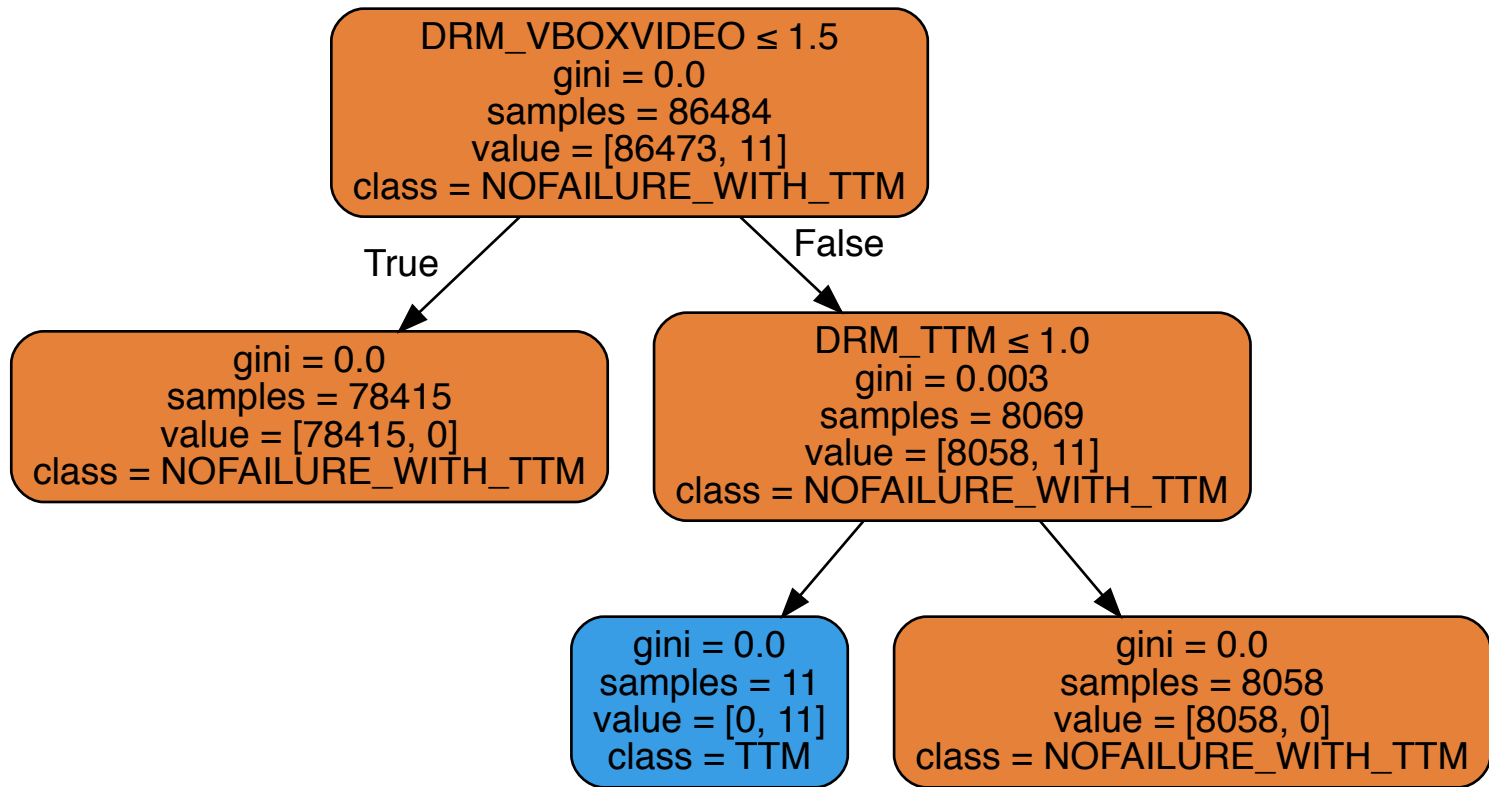 DRM_VBOXVIDEO ≤ 1.5
gini = 0.0
samples = 86484
value = [86473, 11]
class = NOFAILURE_WITH_TTM
True
False
gini = 0.0
samples = 78415
value = [78415, 0]
class = NOFAILURE_WITH_TTM
DRM_TTM ≤ 1.0
gini = 0.003
samples = 8069
value = [8058, 11]
class = NOFAILURE_WITH_TTM
gini = 0.0
samples = 11
value = [0, 11]
class = TTM
gini = 0.0
samples = 8058
value = [8058, 0]
class = NOFAILURE_WITH_TTM